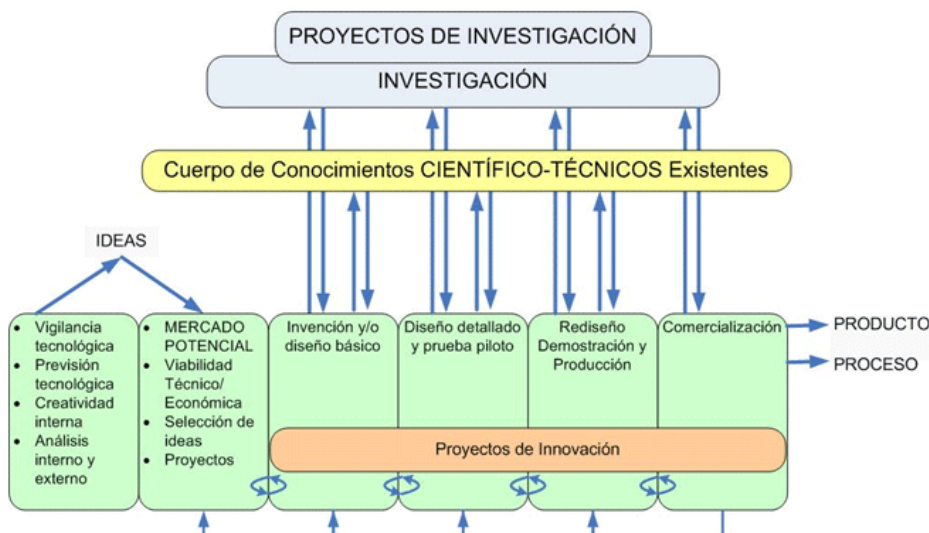 PROYECTOS DE INVESTIGACIÓN
INVESTIGACIÓN
Cuerpo de Conocimientos CIENTÍFICO-TÉCNICOS Existentes
IDEAS
• Vigilancia
tecnológica
• Previsión
tecnológica
• Creatividad
interna
• Análisis
interno y
externo
• MERCADO
POTENCIAL
• Viabilidad
Técnico/
Económica
• Selección de
ideas
• Proyectos
Invención y/o
diseño básico
Diseño detallado
y prueba piloto
Rediseño
Demostración y
Producción
Comercialización
PRODUCTO
PROCESO
Proyectos de Innovación